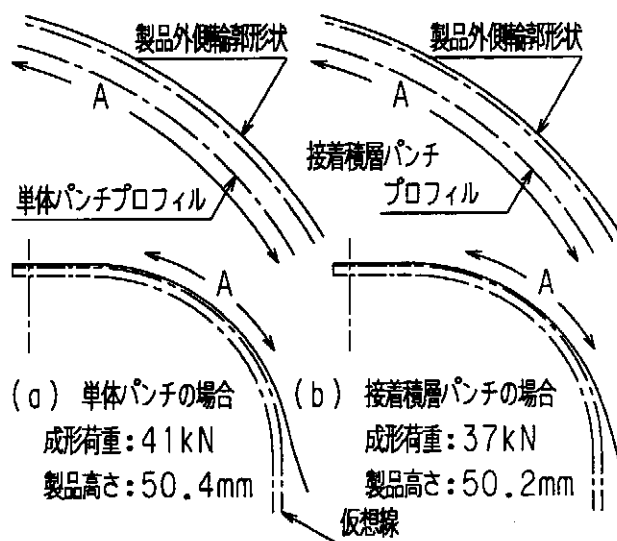 製品外側輪郭形状
A
単体パンチプロフィル
製品外側輪郭形状
A
接着積層パンチ
プロフィル
A
(a) 単体パンチの場合
成形荷重:41kN
製品高さ:50.4mm
仮想線
A
(b) 接着積層パンチの場合
成形荷重:37kN
製品高さ:50.2mm